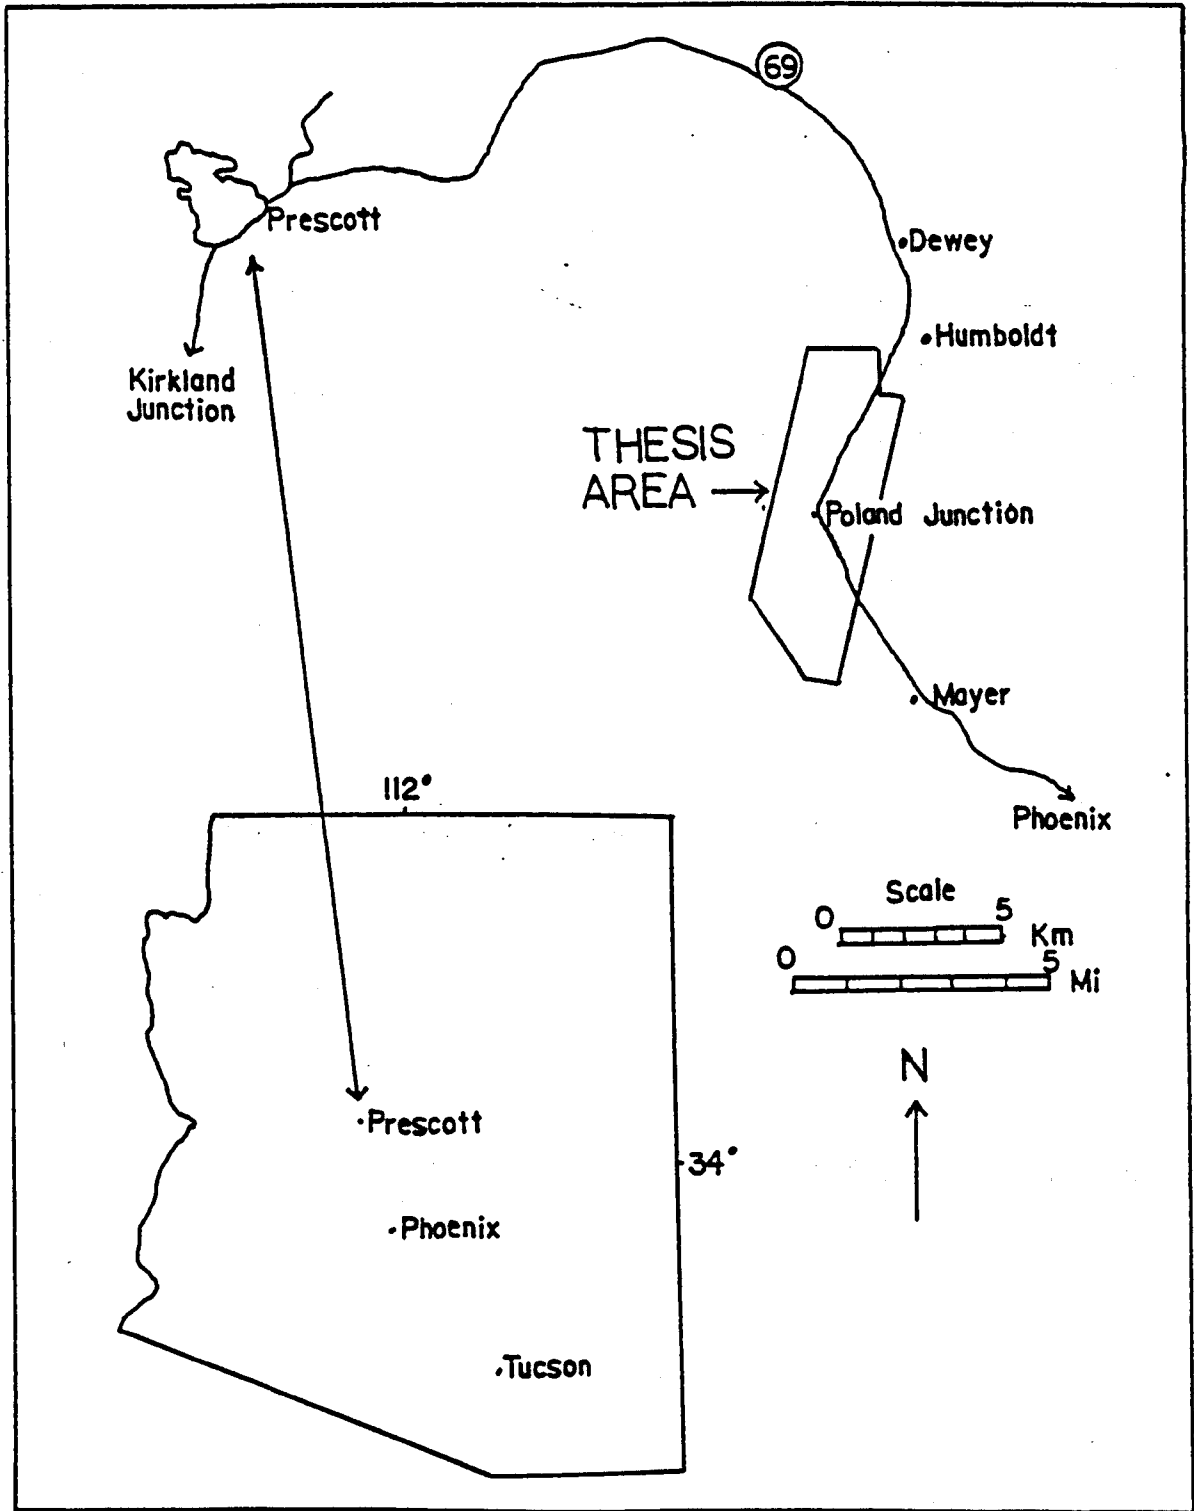 69
Prescott
Dewey
Humboldt
Kirkland
Junction
THESIS
AREA
Poland Junction
Mayer
Phoenix
112°
Scale
0 5
Km
0 5
Mi
N
Prescott
34°
Phoenix
Tucson